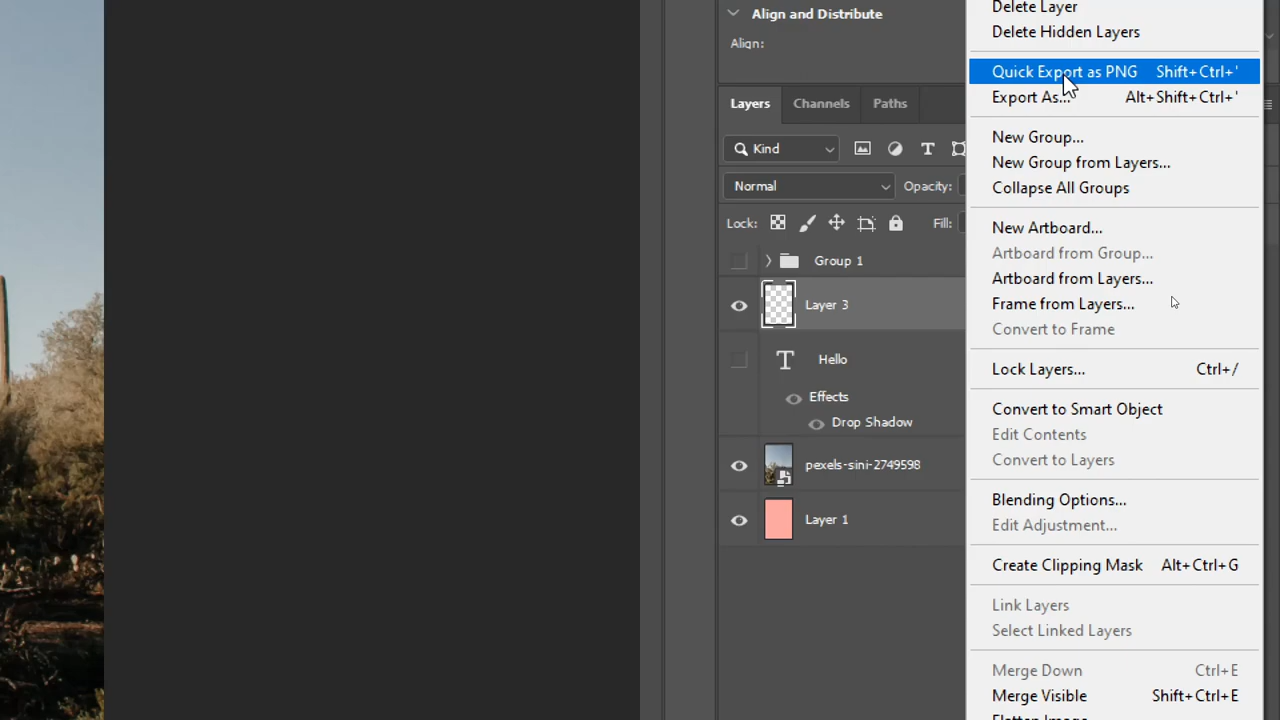 Align and Distribute
Align:
Layers Channels Paths
Kind
Normal Opacity:
Lock: Fill:
Group 1
Layer 3
Hello
Effects
Drop Shadow
pexels-sini-2749598
Layer 1
Delete Layer
Delete Hidden Layers
Quick Export as PNG Shift+Ctrl+'
Export As... Alt+Shift+Ctrl+'
New Group...
New Group from Layers...
Collapse All Groups
New Artboard...
Artboard from Group...
Artboard from Layers...
Frame from Layers...
Convert to Frame
Lock Layers... Ctrl+/
Convert to Smart Object
Edit Contents
Convert to Layers
Blending Options...
Edit Adjustment...
Create Clipping Mask Alt+Ctrl+G
Link Layers
Select Linked Layers
Merge Down Ctrl+E
Merge Visible Shift+Ctrl+E
Flatten Image